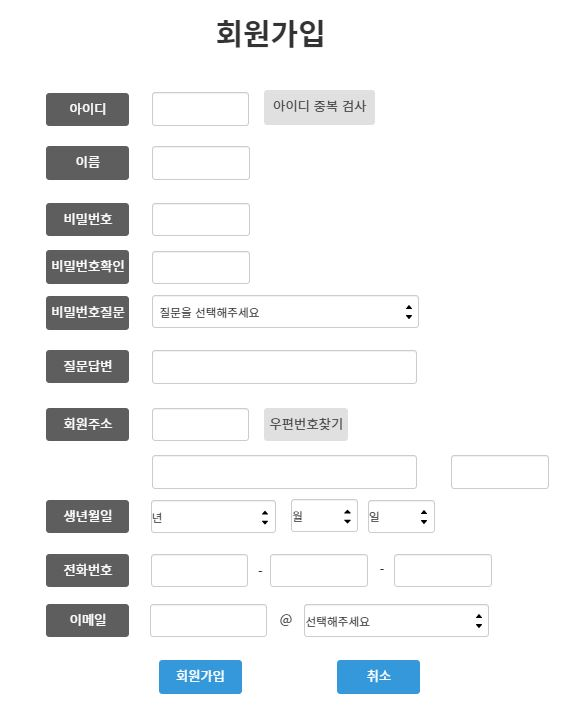 회원가입
아이디 아이디 중복 검사
이름
비밀번호
비밀번호확인
비밀번호질문 질문을 선택해주세요
질문답변
회원주소 우편번호찾기
생년월일 년 월 일
전화번호 - -
이메일 @ 선택해주세요
회원가입 취소